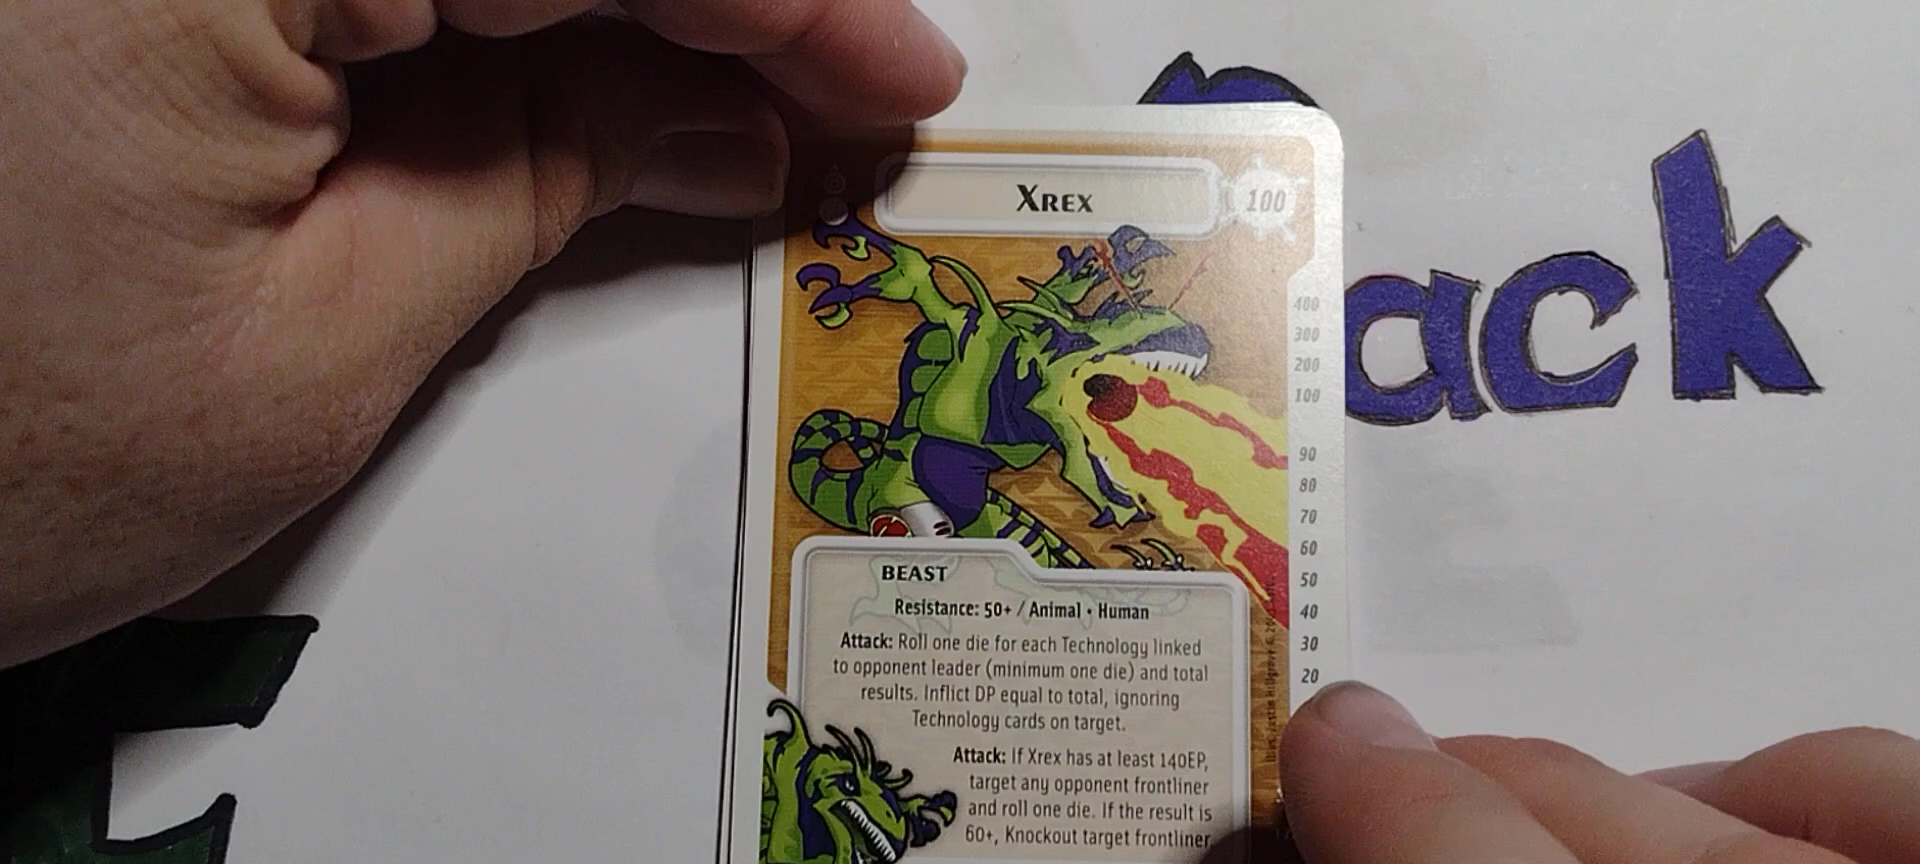 ack
XREX
100
400
300
200
100
90
80
70
60
50
40
30
20
BEAST
Resistance: 50+ / Animal • Human
Attack: Roll one die for each Technology linked
to opponent leader (minimum one die) and total
results. Inflict DP equal to total, ignoring
Technology cards on target.
Attack: If Xrex has at least 140EP,
target any opponent frontliner
and roll one die. If the result is
60+, Knockout target frontliner